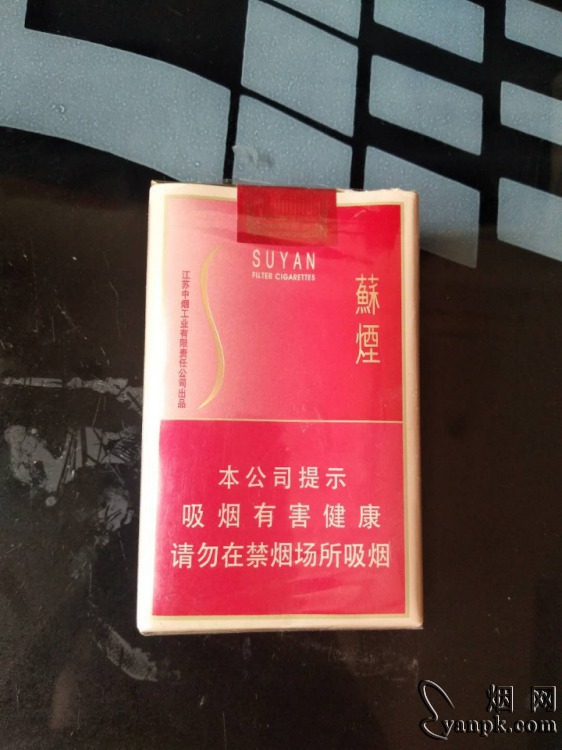 SUYAN
FILTER CIGARETTES
蘇煙
江苏中烟工业有限责任公司出品
本公司提示
吸烟有害健康
请勿在禁烟场所吸烟
烟网
yanpk.com